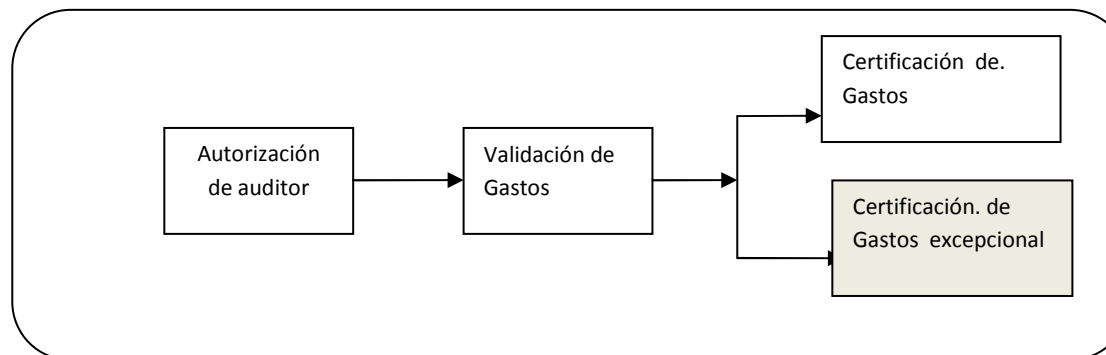 Autorización
de auditor
Validación de
Gastos
Certificación de.
Gastos
Certificación. de
Gastos excepcional